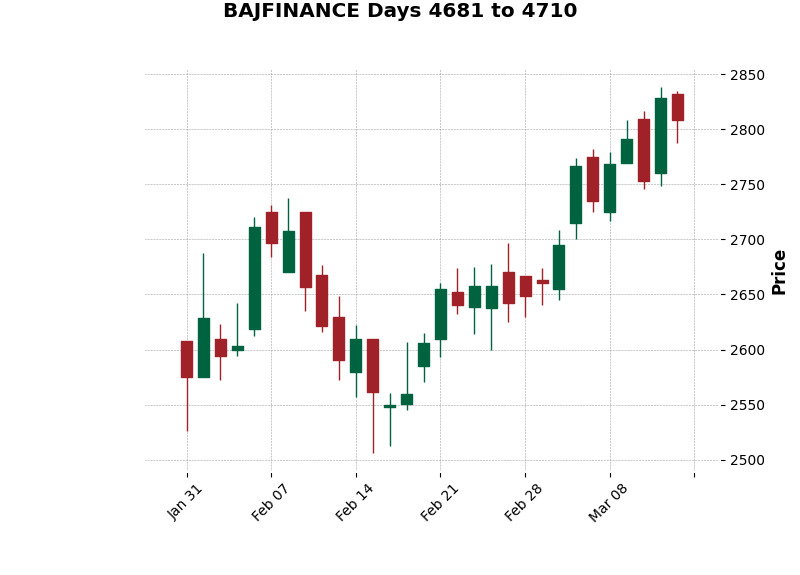 BAJFINANCE Days 4681 to 4710
2850
2800
2750
2700
2650
2600
2550
2500
Price
Jan 31
Feb 07
Feb 14
Feb 21
Feb 28
Mar 08